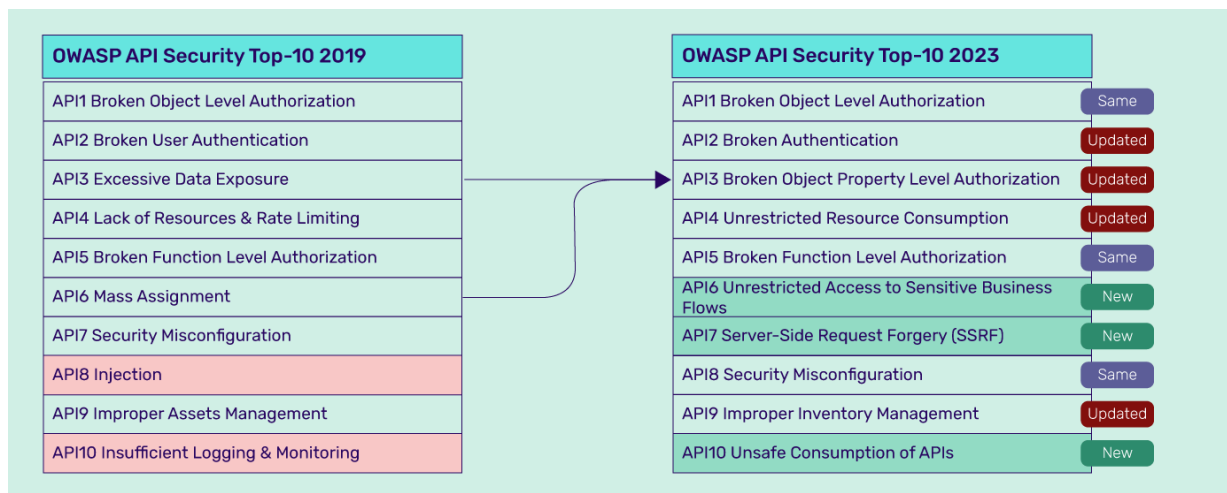 OWASP API Security Top-10 2019
API1 Broken Object Level Authorization
API2 Broken User Authentication
API3 Excessive Data Exposure
API4 Lack of Resources & Rate Limiting
API5 Broken Function Level Authorization
API6 Mass Assignment
API7 Security Misconfiguration
API8 Injection
API9 Improper Assets Management
API10 Insufficient Logging & Monitoring
OWASP API Security Top-10 2023
API1 Broken Object Level Authorization Same
API2 Broken Authentication Updated
API3 Broken Object Property Level Authorization Updated
API4 Unrestricted Resource Consumption Updated
API5 Broken Function Level Authorization Same
API6 Unrestricted Access to Sensitive Business
Flows New
API7 Server-Side Request Forgery (SSRF) New
API8 Security Misconfiguration Same
API9 Improper Inventory Management Updated
API10 Unsafe Consumption of APIs New